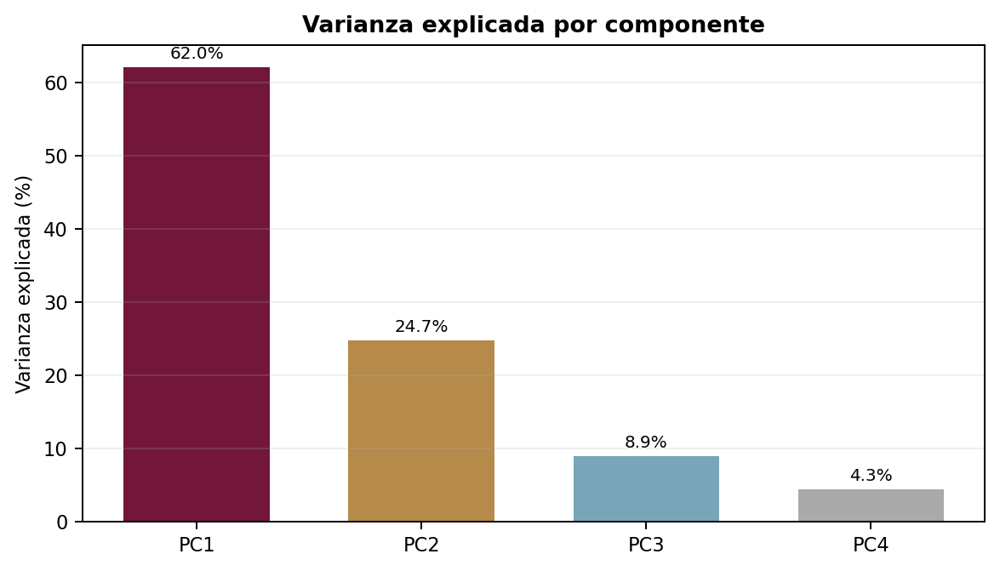 Varianza explicada por componente
Varianza explicada (%)
60
50
40
30
20
10
0
62.0%
24.7%
8.9%
4.3%
PC1
PC2
PC3
PC4